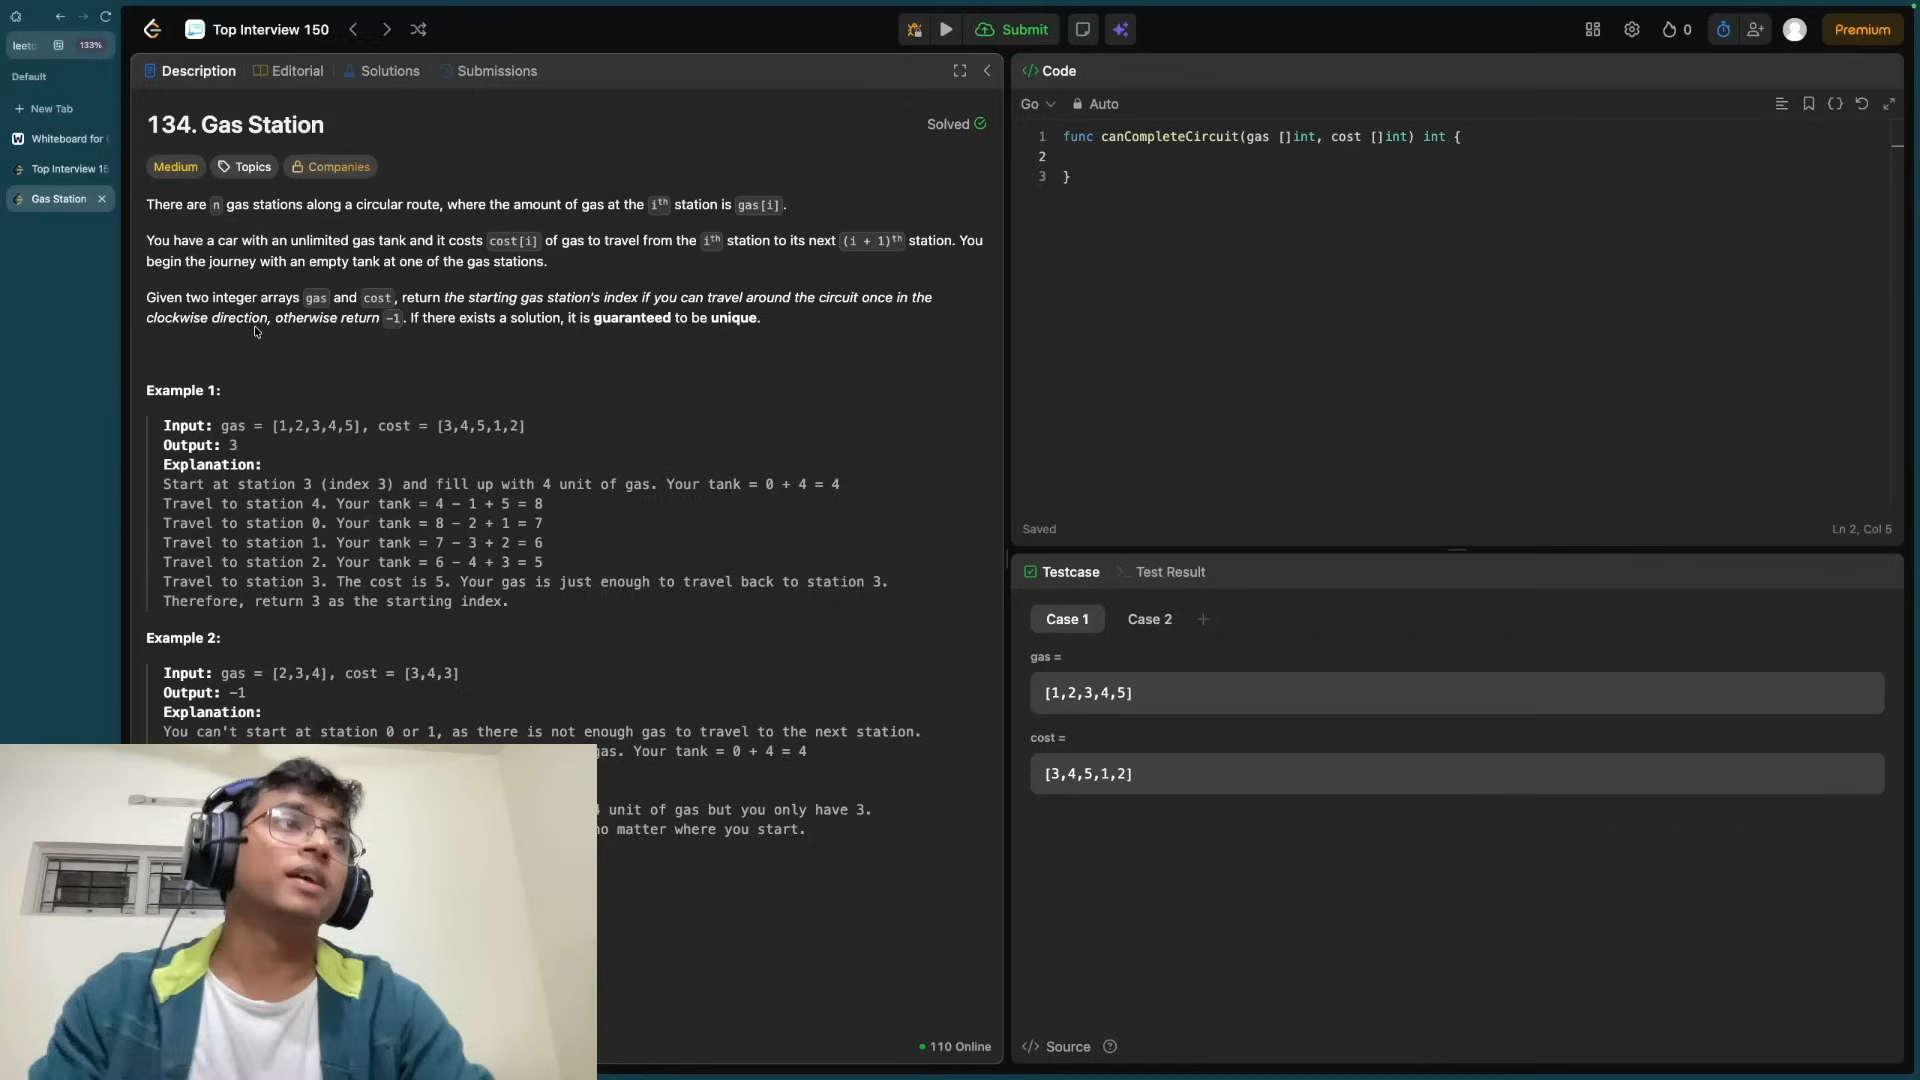 leetc
133%
Default
New Tab
Whiteboard for
Top Interview 15
Gas Station
Top Interview 150
Submit
0
Premium
Description
Editorial
Solutions
Submissions
134. Gas Station
Solved
Medium
Topics
Companies
There are n gas stations along a circular route, where the amount of gas at the ith station is gas[i].
You have a car with an unlimited gas tank and it costs cost[i] of gas to travel from the ith station to its next (i + 1)th station. You
begin the journey with an empty tank at one of the gas stations.
Given two integer arrays gas and cost, return the starting gas station's index if you can travel around the circuit once in the
clockwise direction, otherwise return -1. If there exists a solution, it is guaranteed to be unique.
Example 1:
Input: gas = [1,2,3,4,5], cost = [3,4,5,1,2]
Output: 3
Explanation:
Start at station 3 (index 3) and fill up with 4 unit of gas. Your tank = 0 + 4 = 4
Travel to station 4. Your tank = 4 - 1 + 5 = 8
Travel to station 0. Your tank = 8 - 2 + 1 = 7
Travel to station 1. Your tank = 7 - 3 + 2 = 6
Travel to station 2. Your tank = 6 - 4 + 3 = 5
Travel to station 3. The cost is 5. Your gas is just enough to travel back to station 3.
Therefore, return 3 as the starting index.
Example 2:
Input: gas = [2,3,4], cost = [3,4,3]
Output: -1
Explanation:
You can't start at station 0 or 1, as there is not enough gas to travel to the next station.
gas. Your tank = 0 + 4 = 4
4 unit of gas but you only have 3.
no matter where you start.
110 Online
</> Code
Go
Auto
1 func canCompleteCircuit(gas []int, cost []int) int {
2
3 }
Saved
Ln 2, Col 5
Testcase
Test Result
Case 1
Case 2
gas =
[1,2,3,4,5]
cost =
[3,4,5,1,2]
</> Source